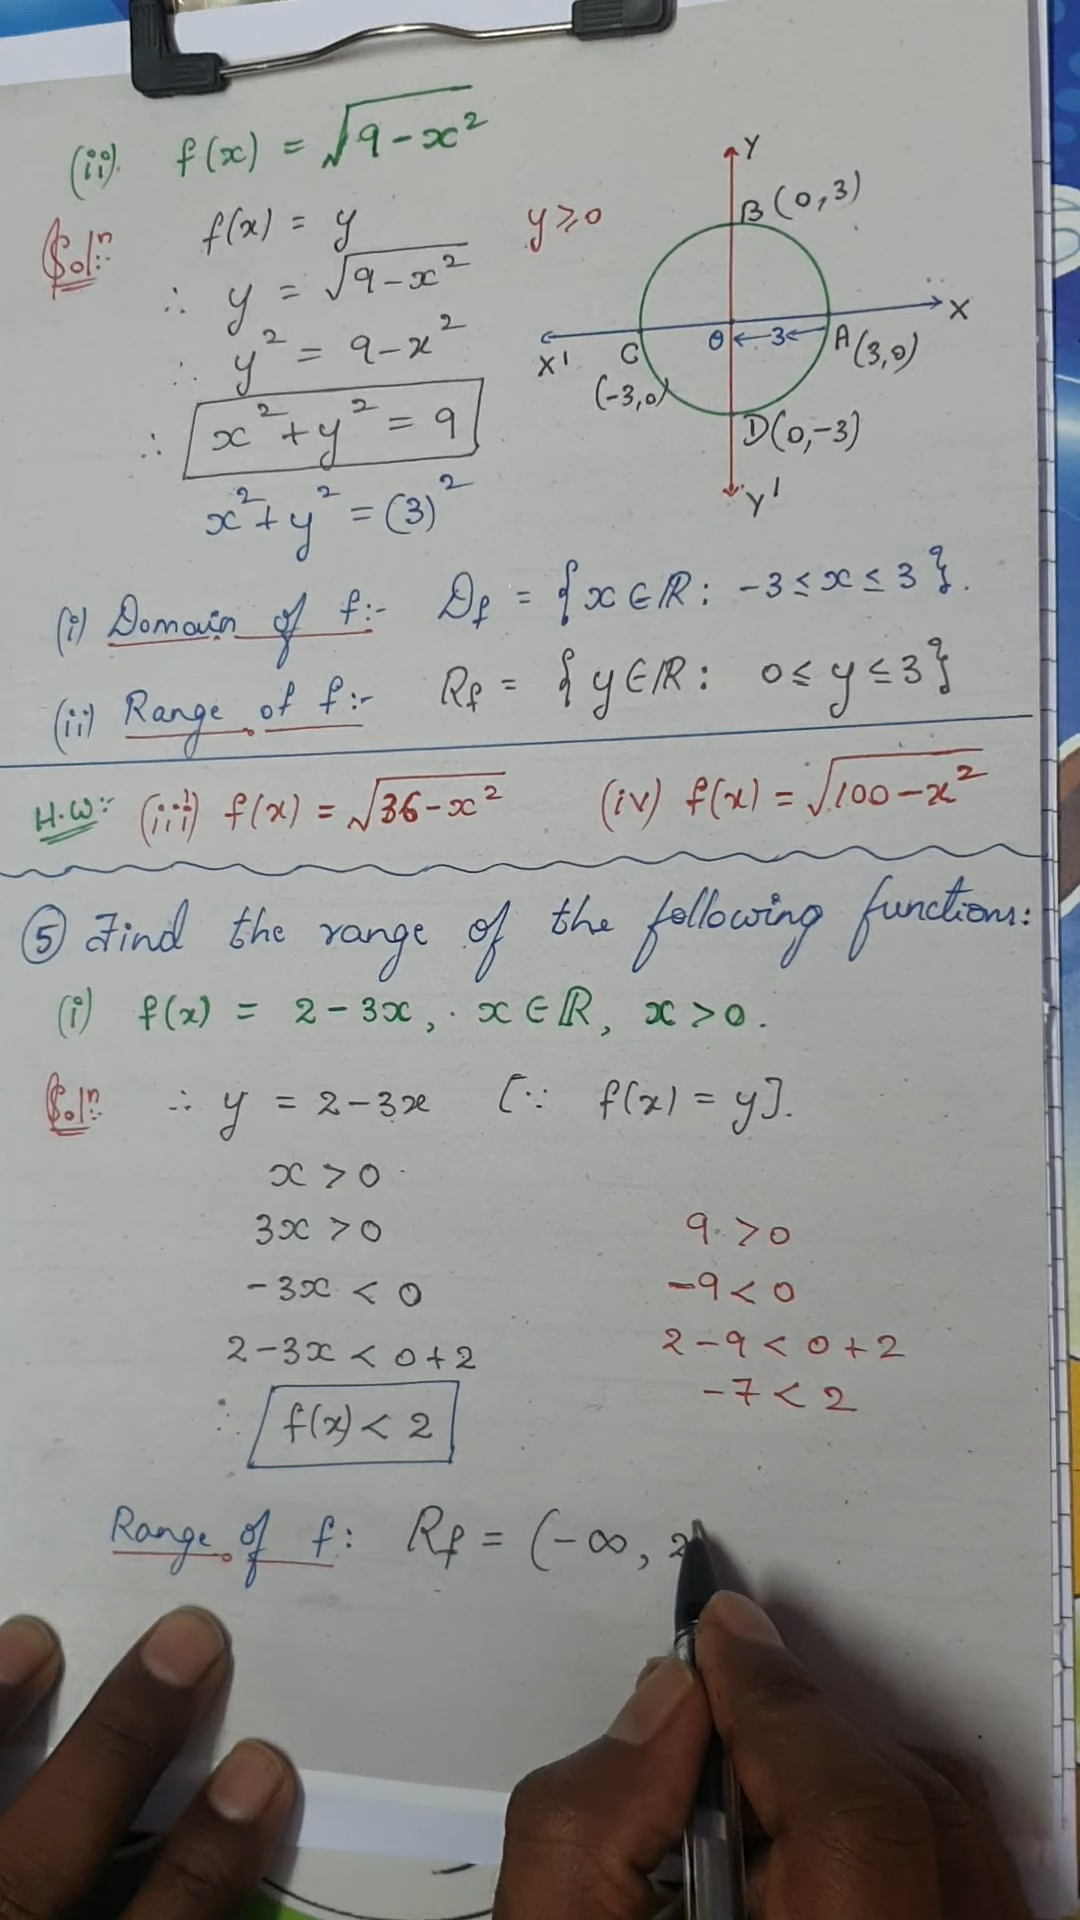 (ii) f(x) = √9-x²
Solⁿ:- f(x) = y y ≥ 0
∴ y = √9-x²
∴ y² = 9-x²
∴ x²+y² = 9
x²+y² = (3)²
Y
B(0,3)
X
X' C O ←3← A(3,0)
(-3,0)
D(0,-3)
Y'
(i) Domain of f:- Df = {x∈ℝ: -3≤x≤3}.
(ii) Range of f:- Rf = {y∈ℝ: 0≤y≤3}
H.W:- (iii) f(x) = √36-x² (iv) f(x) = √100-x²
⑤ Find the range of the following functions:
(i) f(x) = 2-3x, x∈ℝ, x>0.
Solⁿ:- ∴ y = 2-3x [∵ f(x) = y].
x > 0
3x > 0 9 > 0
-3x < 0 -9 < 0
2-3x < 0+2 2-9 < 0+2
∴ f(x) < 2 -7 < 2
Range of f: Rf = (-∞, 2